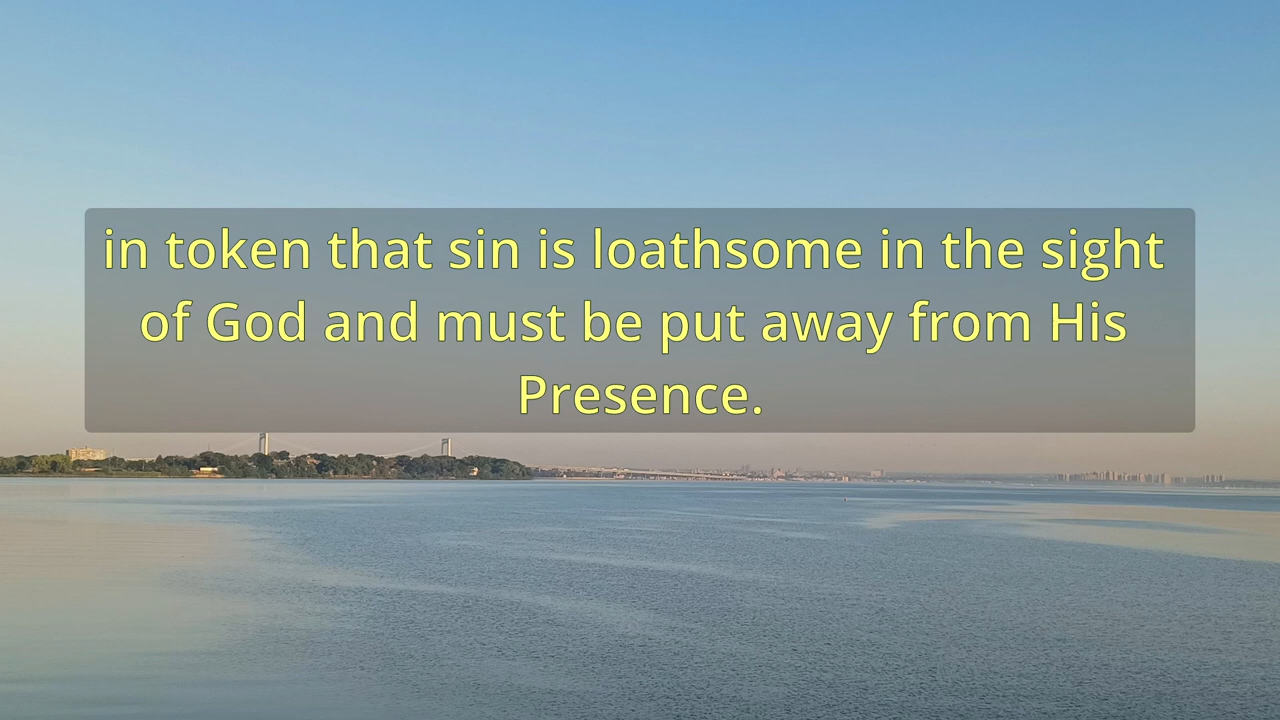 in token that sin is loathsome in the sight
of God and must be put away from His
Presence.